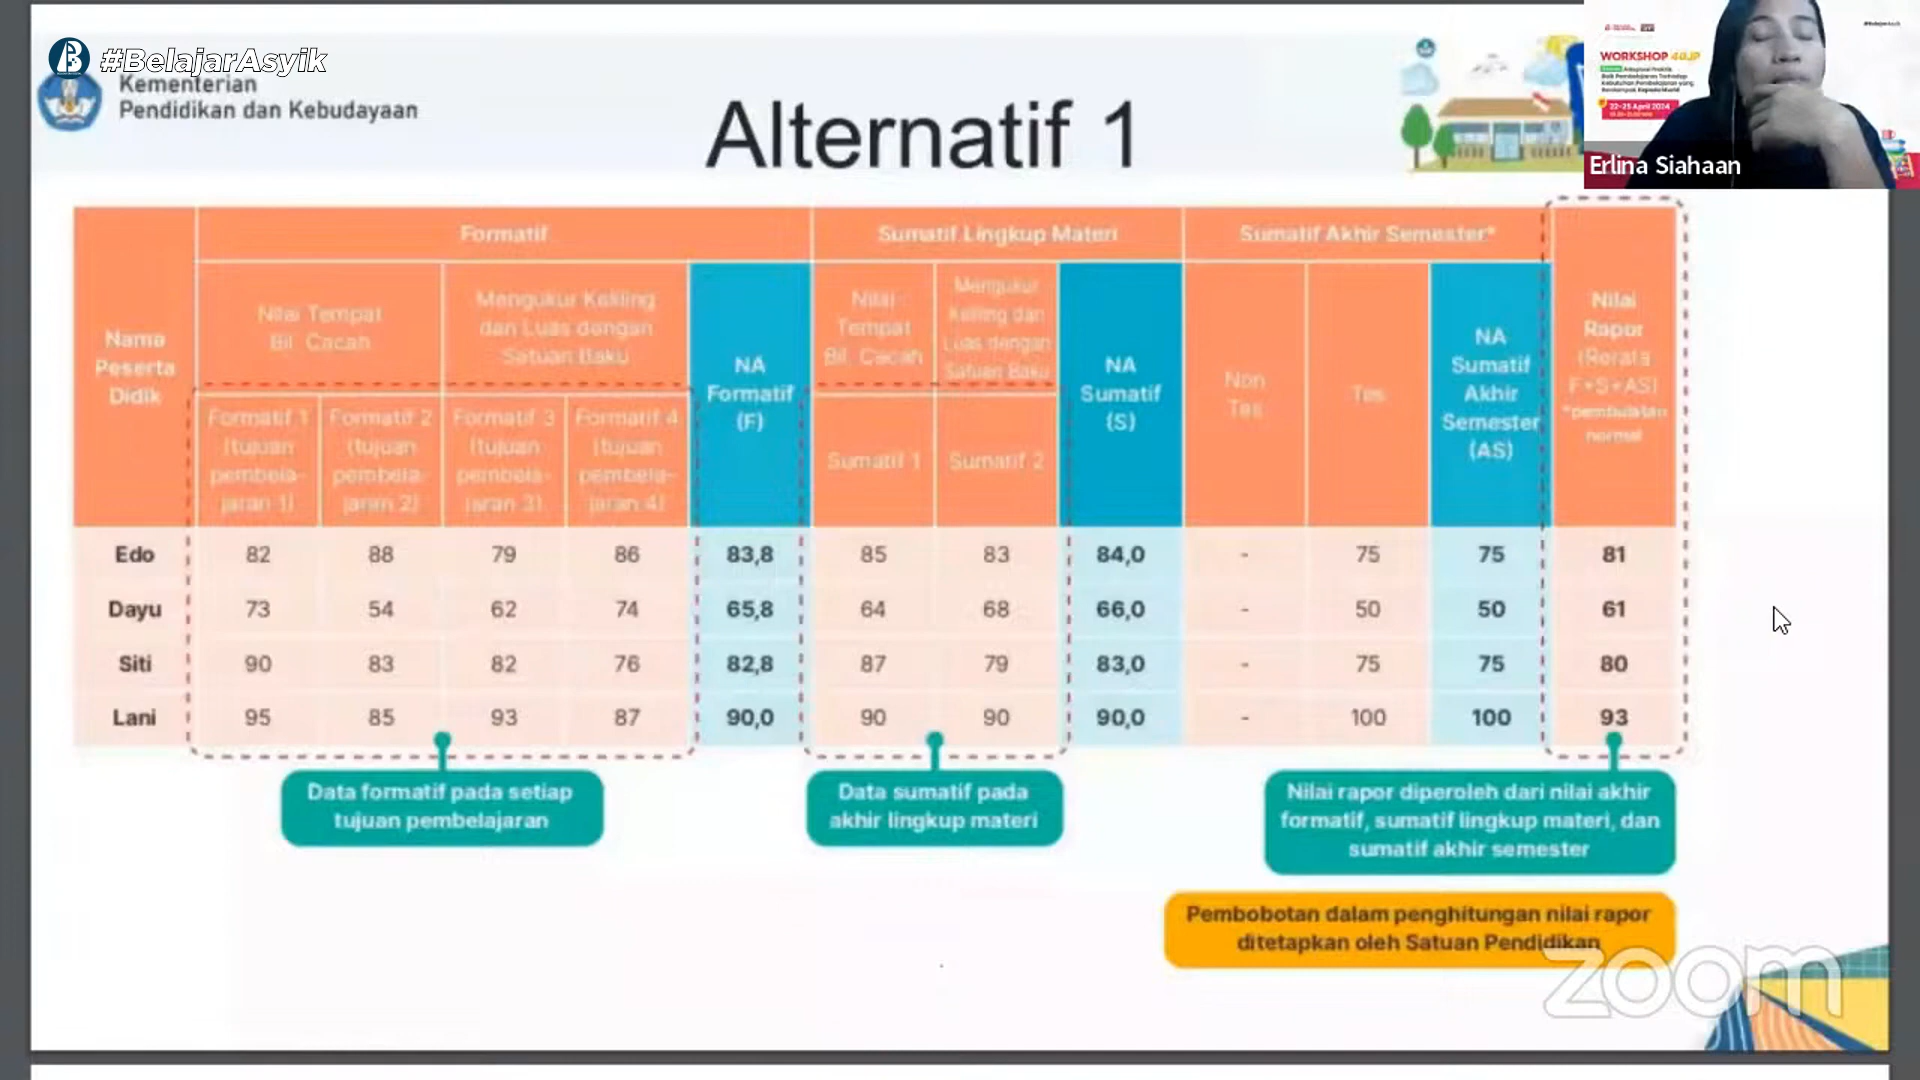 #BelajarAsyik
Kementerian
Pendidikan dan Kebudayaan
Alternatif 1
WORKSHOP 40JP
22-25 April 2024
Erlina Siahaan
Nama
Peserta
Didik
Formatif
Nilai Tempat
Bil. Cacah
Mengukur Keliling
dan Luas dengan
Satuan Baku
Formatif 1
(tujuan
pembela-
jaran 1)
Formatif 2
(tujuan
pembela-
jaran 2)
Formatif 3
(tujuan
pembela-
jaran 3)
Formatif 4
(tujuan
pembela-
jaran 4)
NA
Formatif
(F)
Sumatif Lingkup Materi
Nilai
Tempat
Bil. Cacah
Mengukur
Keliling dan
Luas dengan
Satuan Baku
Sumatif 1
Sumatif 2
NA
Sumatif
(S)
Sumatif Akhir Semester*
Non
Tes
Tes
NA
Sumatif
Akhir
Semester
(AS)
Nilai
Rapor
(Rerata
F+S+AS)
*pembulatan
normal
Edo 82 88 79 86 83,8 85 83 84,0 - 75 75 81
Dayu 73 54 62 74 65,8 64 68 66,0 - 50 50 61
Siti 90 83 82 76 82,8 87 79 83,0 - 75 75 80
Lani 95 85 93 87 90,0 90 90 90,0 - 100 100 93
Data formatif pada setiap
tujuan pembelajaran
Data sumatif pada
akhir lingkup materi
Nilai rapor diperoleh dari nilai akhir
formatif, sumatif lingkup materi, dan
sumatif akhir semester
Pembobotan dalam penghitungan nilai rapor
ditetapkan oleh Satuan Pendidikan
zoom